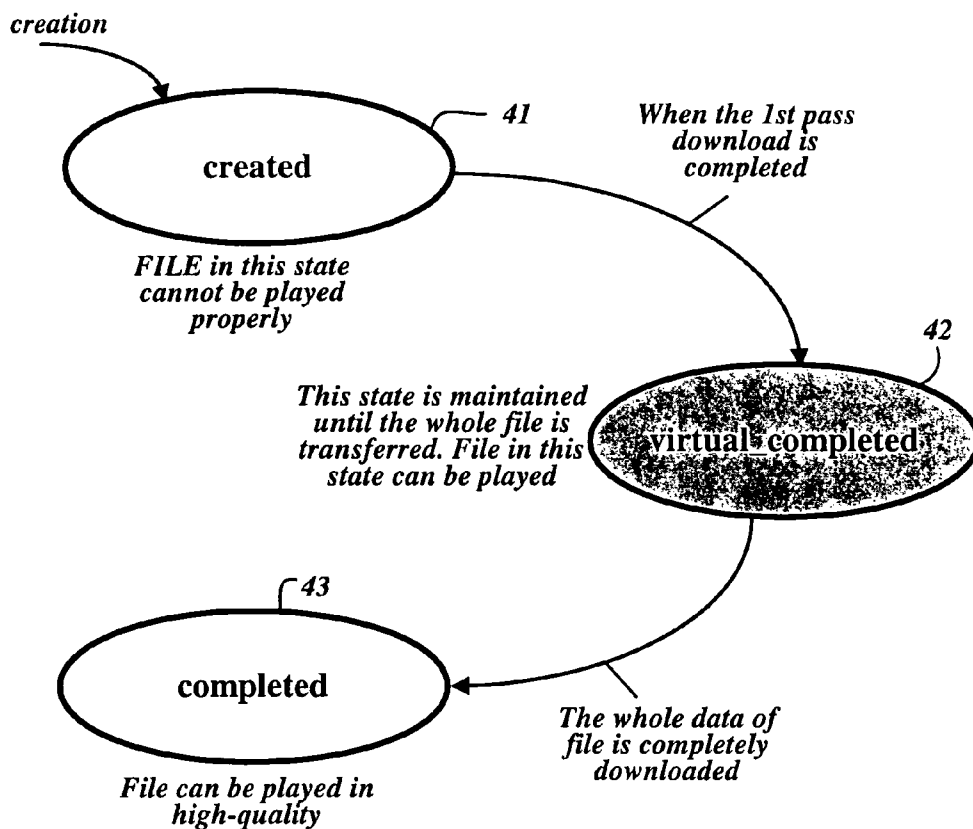 creation
41
created
When the 1st pass
download is
completed
FILE in this state
cannot be played
properly
42
This state is maintained
until the whole file is
transferred. File in this
state can be played
virtual_completed
43
completed
The whole data of
file is completely
downloaded
File can be played in
high-quality